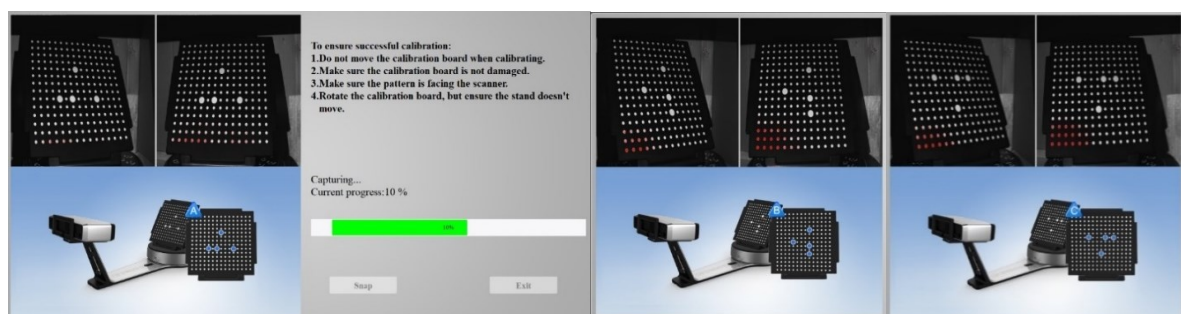 To ensure successful calibration:
1.Do not move the calibration board when calibrating.
2.Make sure the calibration board is not damaged.
3.Make sure the pattern is facing the scanner.
4.Rotate the calibration board, but ensure the stand doesn't
move.
Capturing...
Current progress:10 %
10%
Snap
Exit
A
B
C